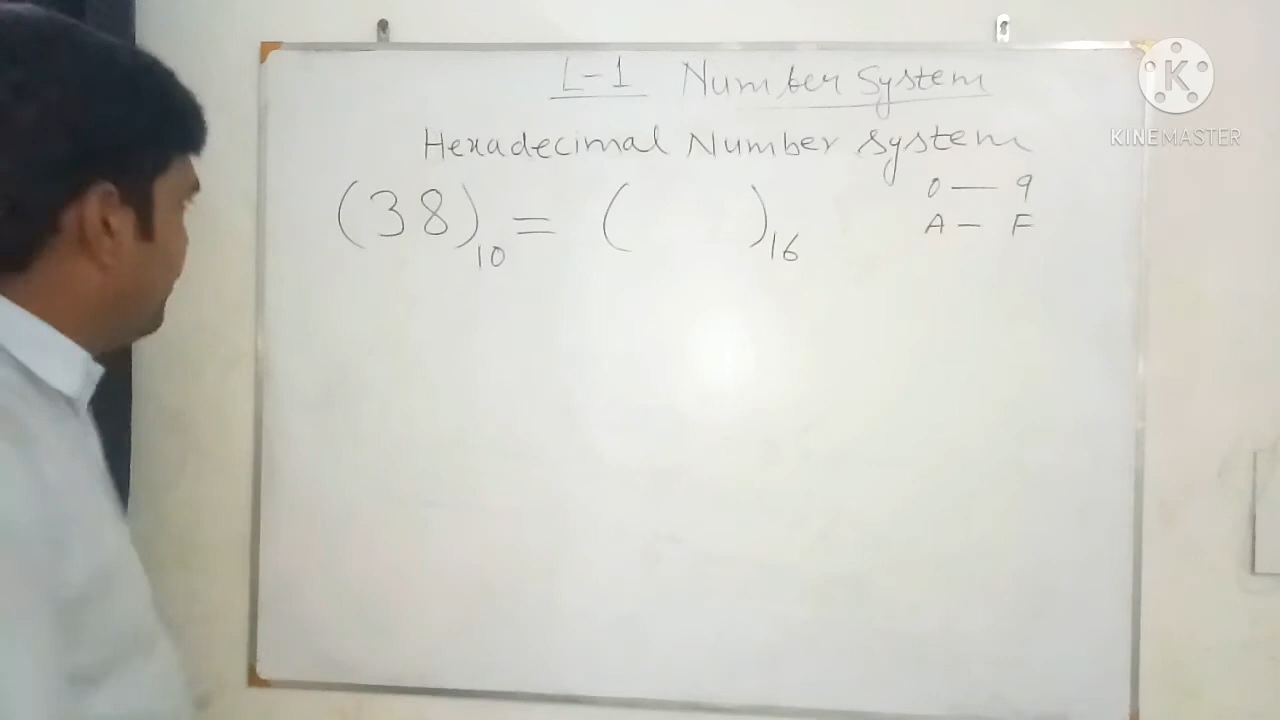 L-1 Number System
Hexadecimal Number System
0 — 9
A — F
(38)10 = ( )16
K
KINEMASTER